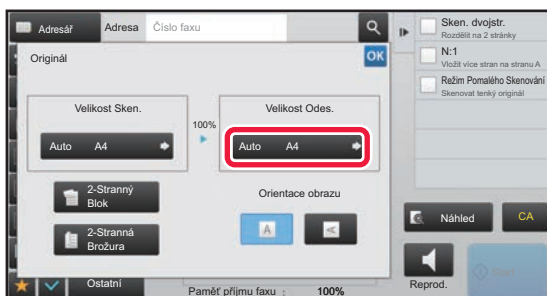 Adresář
Adresa
Číslo faxu
Originál
OK
Velikost Sken.
100%
Velikost Odes.
Auto A4
Auto A4
2-Stranný
Blok
2-Stranná
Brožura
Orientace obrazu
A
A
Ostatní
Paměť příjmu faxu : 100%
Sken. dvojstr.
Rozdělit na 2 stránky
N:1
Vložit více stran na stranu A
Režim Pomalého Skenování
Skenovat tenký originál
Náhled
CA
Reprod.
Start